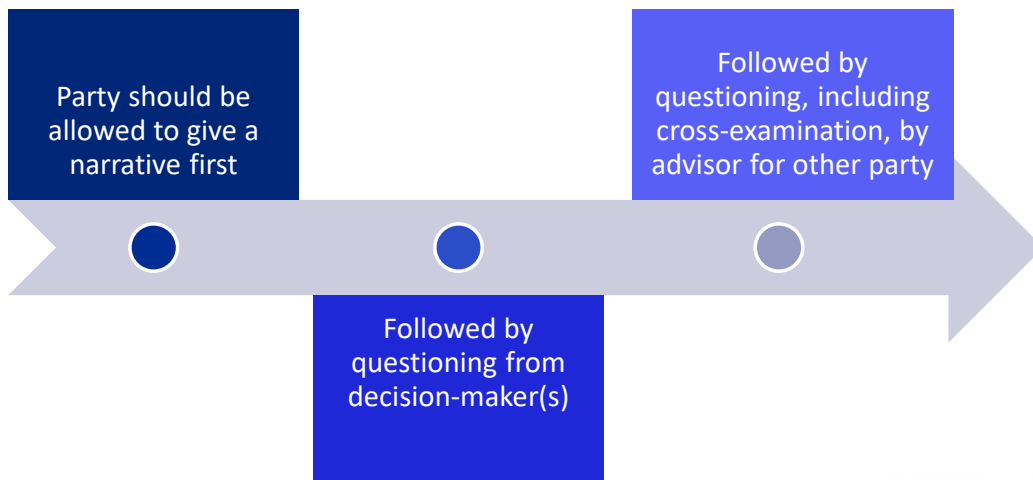 Party should be
allowed to give a
narrative first
Followed by
questioning from
decision-maker(s)
Followed by
questioning, including
cross-examination, by
advisor for other party